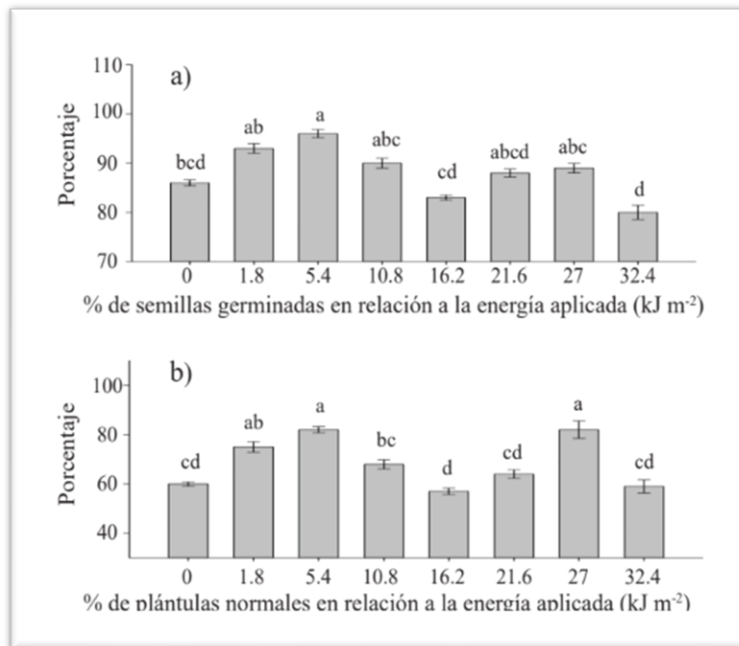 a)
Porcentaje
110
100
90
80
70
bcd
ab
a
abc
cd
abcd
abc
d
0 1.8 5.4 10.8 16.2 21.6 27 32.4
% de semillas germinadas en relación a la energía aplicada (kJ m-2)
b)
Porcentaje
100
80
60
40
cd
ab
a
bc
d
cd
a
cd
0 1.8 5.4 10.8 16.2 21.6 27 32.4
% de plántulas normales en relación a la energía aplicada (kJ m-2)